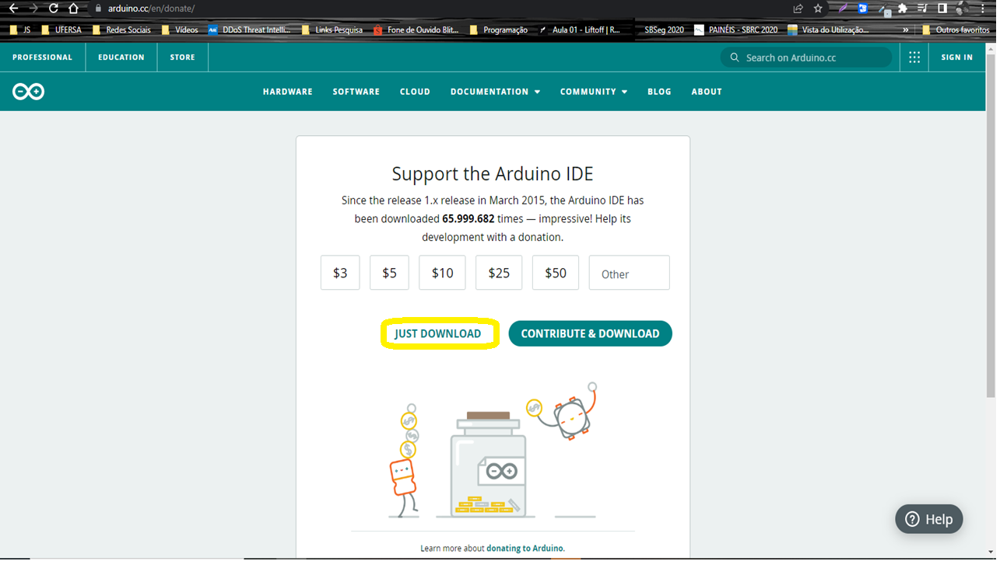 arduino.cc/en/donate/
JS UFERSA Redes Sociais Vídeos DDoS Threat Intelli... Links Pesquisa Fone de Ouvido Blit... Programação Aula 01 - Liftoff | R... SBSeg 2020 PAINÉIS - SBRC 2020 Vista do Utilização... » Outros favoritos
PROFESSIONAL EDUCATION STORE Search on Arduino.cc SIGN IN
HARDWARE SOFTWARE CLOUD DOCUMENTATION COMMUNITY BLOG ABOUT
Support the Arduino IDE
Since the release 1.x release in March 2015, the Arduino IDE has
been downloaded 65.999.682 times — impressive! Help its
development with a donation.
$3 $5 $10 $25 $50 Other
JUST DOWNLOAD CONTRIBUTE & DOWNLOAD
Help
Learn more about donating to Arduino.